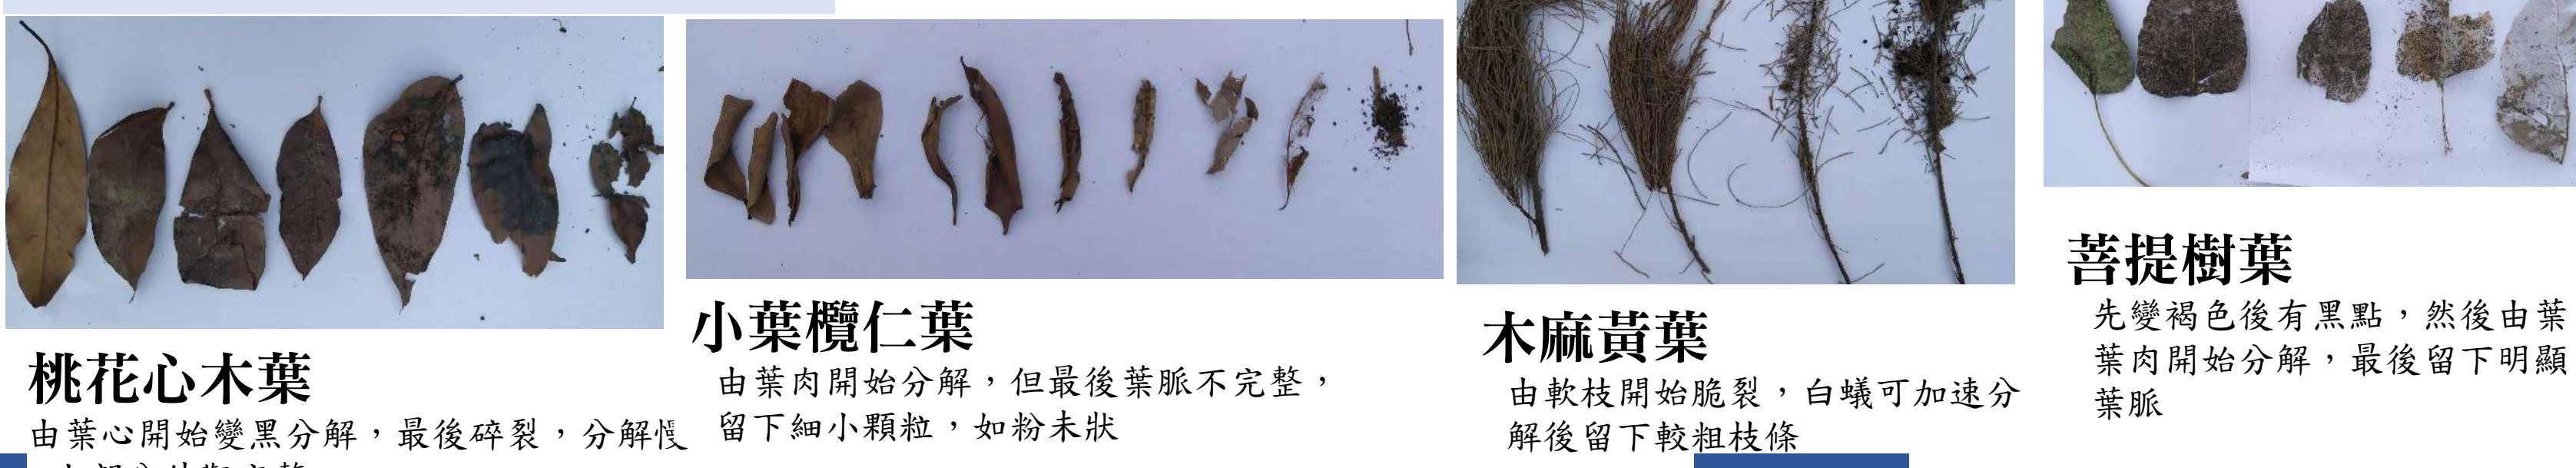 桃花心木葉
由葉心開始變黑分解，最後碎裂，分解慢
小葉欖仁葉
由葉肉開始分解，但最後葉脈不完整，
留下細小顆粒，如粉末狀
木麻黃葉
由軟枝開始脆裂，白蟻可加速分
解後留下較粗枝條
菩提樹葉
先變褐色後有黑點，然後由葉
葉肉開始分解，最後留下明顯
葉脈